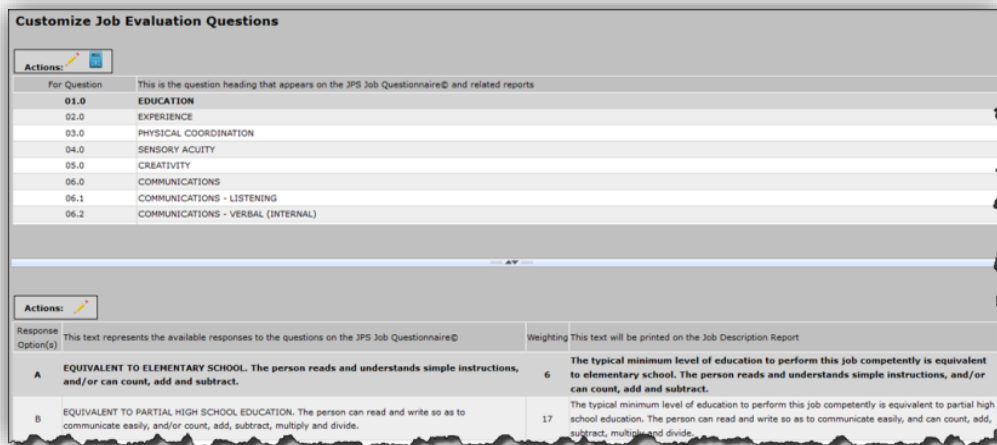 Customize Job Evaluation Questions
Actions:
For Question This is the question heading that appears on the JPS Job Questionnaire© and related reports
01.0 EDUCATION
02.0 EXPERIENCE
03.0 PHYSICAL COORDINATION
04.0 SENSORY ACUITY
05.0 CREATIVITY
06.0 COMMUNICATIONS
06.1 COMMUNICATIONS - LISTENING
06.2 COMMUNICATIONS - VERBAL (INTERNAL)
Actions:
Response Option(s) This text represents the available responses to the questions on the JPS Job Questionnaire© Weighting This text will be printed on the Job Description Report
A EQUIVALENT TO ELEMENTARY SCHOOL. The person reads and understands simple instructions,
and/or can count, add and subtract.
6 The typical minimum level of education to perform this job competently is equivalent
to elementary school. The person reads and understands simple instructions, and/or
can count, add and subtract.
B EQUIVALENT TO PARTIAL HIGH SCHOOL EDUCATION. The person can read and write so as to
communicate easily, and/or count, add, subtract, multiply and divide.
17 The typical minimum level of education to perform this job competently is equivalent to partial high
school education. The person can read and write so as to communicate easily, and can count, add,
subtract, multiply and divide.